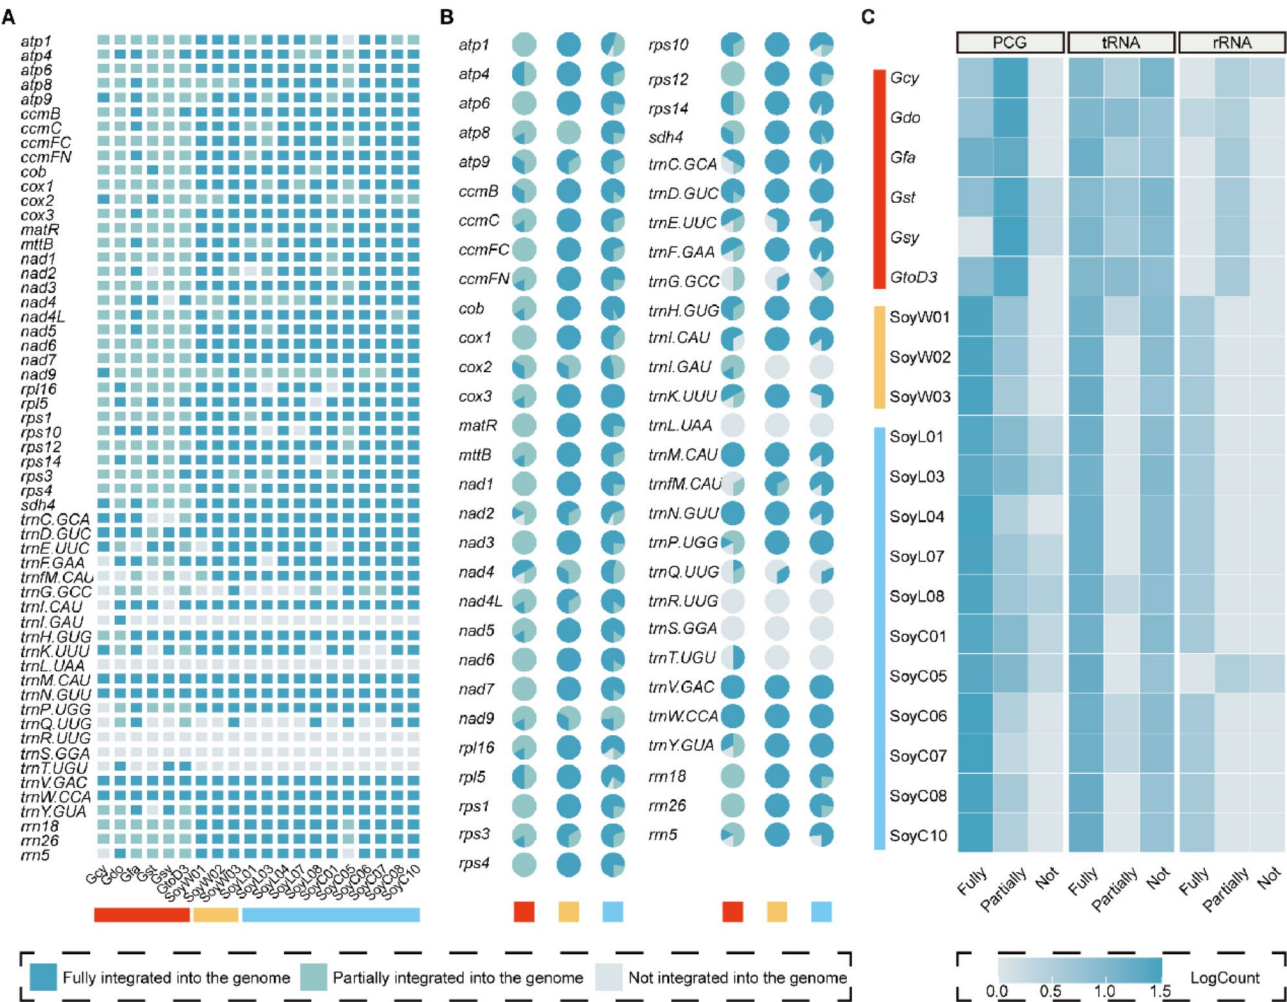 A
atp1
atp4
atp6
atp8
atp9
ccmB
ccmC
ccmFC
ccmFN
cob
cox1
cox2
cox3
matR
mttB
nad1
nad2
nad3
nad4
nad4L
nad5
nad6
nad7
nad9
rpl16
rpl5
rps1
rps10
rps12
rps14
rps3
rps4
sdh4
trnC.GCA
trnD.GUC
trnE.UUC
trnF.GAA
trnfM.CAU
trnG.GCC
trnI.CAU
trnI.GAU
trnH.GUG
trnK.UUU
trnL.UAA
trnM.CAU
trnN.GUU
trnP.UGG
trnQ.UUG
trnR.UUG
trnS.GGA
trnT.UGU
trnV.GAC
trnW.CCA
trnY.GUA
rrn18
rrn26
rrn5
Gcy
Gdo
Gfa
Gst
Gsy
GtoD3
SoyW01
SoyW02
SoyW03
SoyL01
SoyL03
SoyL04
SoyL07
SoyL08
SoyC01
SoyC05
SoyC06
SoyC07
SoyC08
SoyC10
B
atp1
atp4
atp6
atp8
atp9
ccmB
ccmC
ccmFC
ccmFN
cob
cox1
cox2
cox3
matR
mttB
nad1
nad2
nad3
nad4
nad4L
nad5
nad6
nad7
nad9
rpl16
rpl5
rps1
rps3
rps4
rps10
rps12
rps14
sdh4
trnC.GCA
trnD.GUC
trnE.UUC
trnF.GAA
trnG.GCC
trnH.GUG
trnI.CAU
trnI.GAU
trnK.UUU
trnL.UAA
trnM.CAU
trnfM.CAU
trnN.GUU
trnP.UGG
trnQ.UUG
trnR.UUG
trnS.GGA
trnT.UGU
trnV.GAC
trnW.CCA
trnY.GUA
rrn18
rrn26
rrn5
Fully integrated into the genome
Partially integrated into the genome
Not integrated into the genome
C
PCG tRNA rRNA
Gcy
Gdo
Gfa
Gst
Gsy
GtoD3
SoyW01
SoyW02
SoyW03
SoyL01
SoyL03
SoyL04
SoyL07
SoyL08
SoyC01
SoyC05
SoyC06
SoyC07
SoyC08
SoyC10
Fully Partially Not Fully Partially Not Fully Partially Not
0.0 0.5 1.0 1.5 LogCount